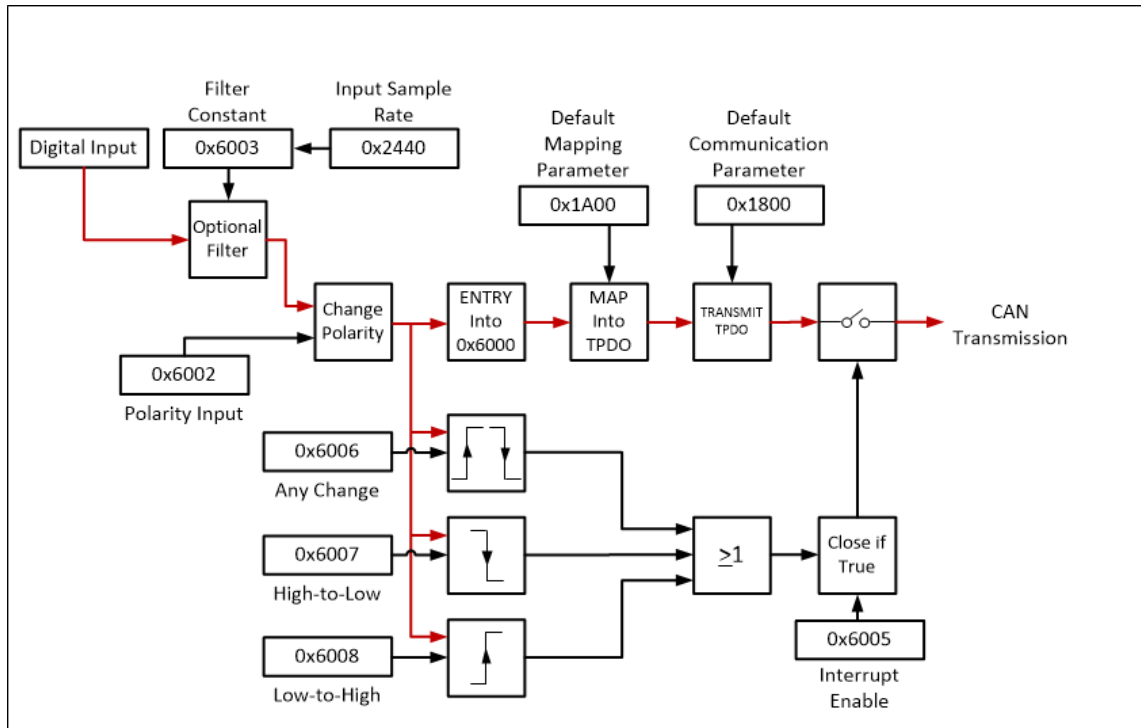 Filter
Constant
Input Sample
Rate
Digital Input
0x6003
0x2440
Default
Mapping
Parameter
Default
Communication
Parameter
0x1A00
0x1800
Optional
Filter
Change
Polarity
ENTRY
Into
0x6000
MAP
Into
TPDO
TRANSMIT
TPDO
CAN
Transmission
0x6002
Polarity Input
0x6006
Any Change
0x6007
High-to-Low
≥1
Close if
True
0x6008
Low-to-High
0x6005
Interrupt
Enable